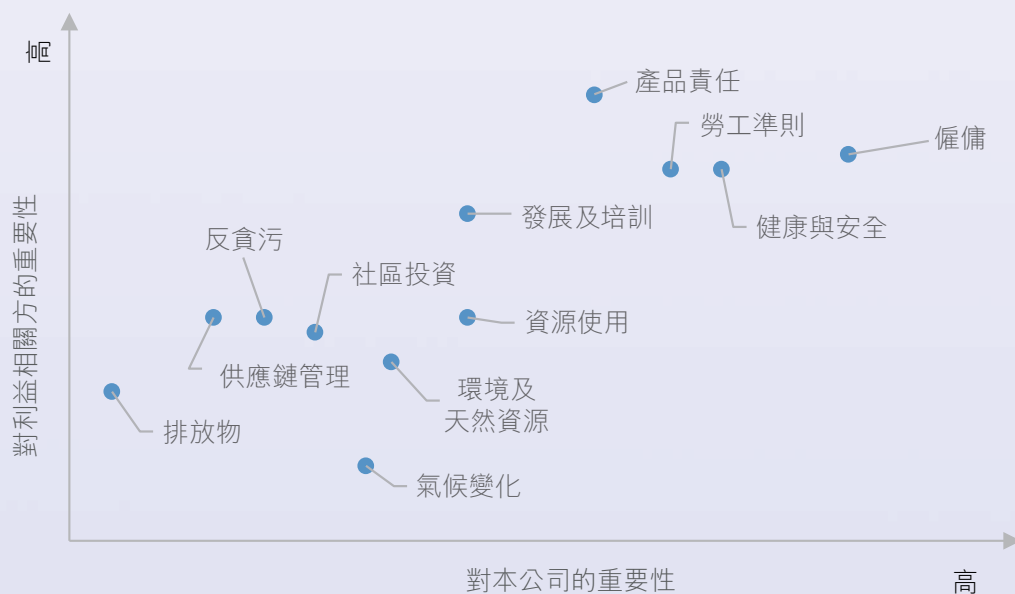 高
對利益相關方的重要性
產品責任
勞工準則
僱傭
發展及培訓
健康與安全
反貪污
社區投資
資源使用
供應鏈管理
環境及
天然資源
排放物
氣候變化
對本公司的重要性
高